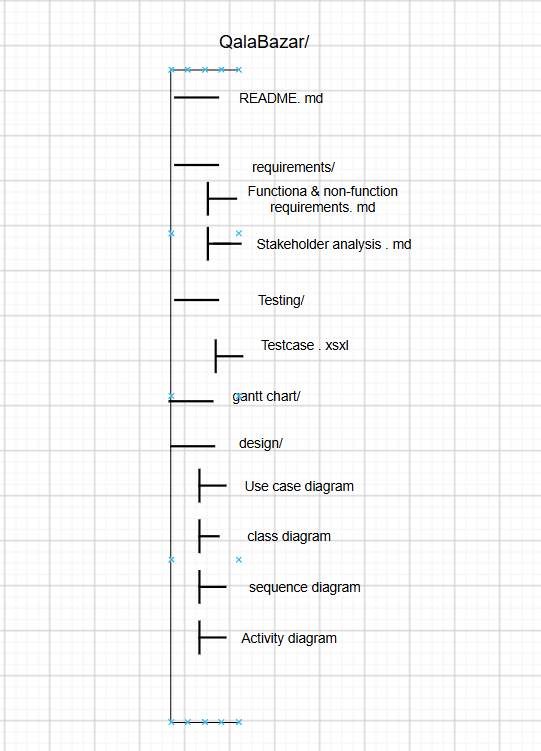 QalaBazar/
README. md
requirements/
Functiona & non-function
requirements. md
Stakeholder analysis . md
Testing/
Testcase . xsxl
gantt chart/
design/
Use case diagram
class diagram
sequence diagram
Activity diagram